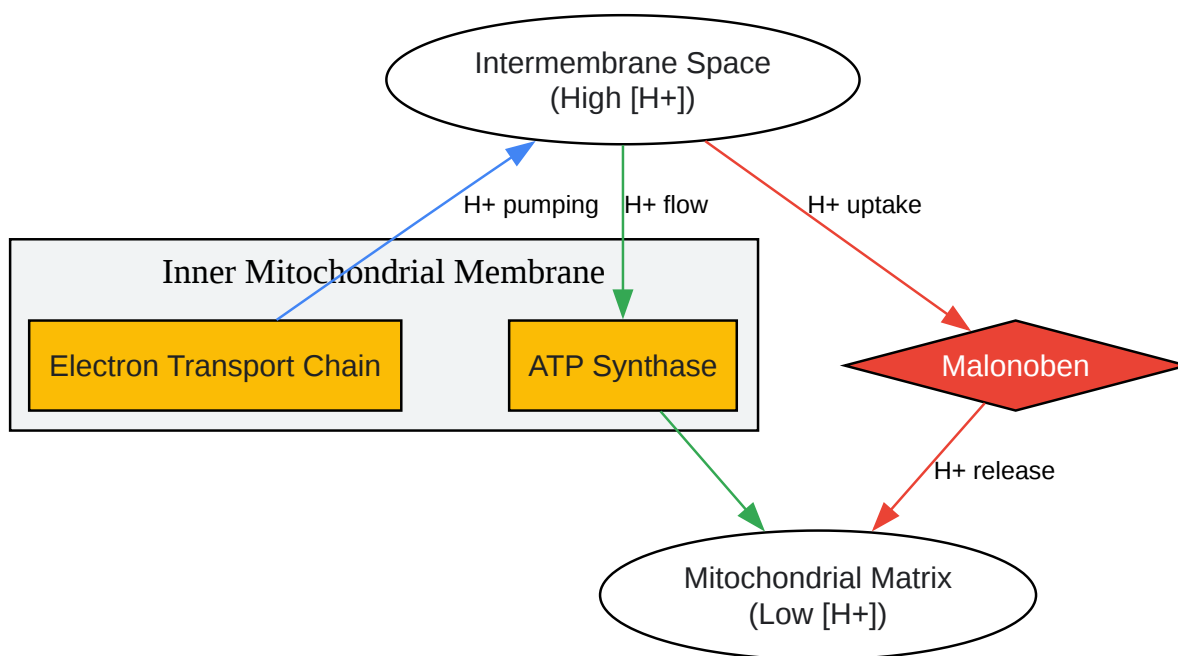 Intermembrane Space
(High [H+])
H+ pumping
H+ flow
H+ uptake
Inner Mitochondrial Membrane
Electron Transport Chain
ATP Synthase
Malonoben
H+ release
Mitochondrial Matrix
(Low [H+])